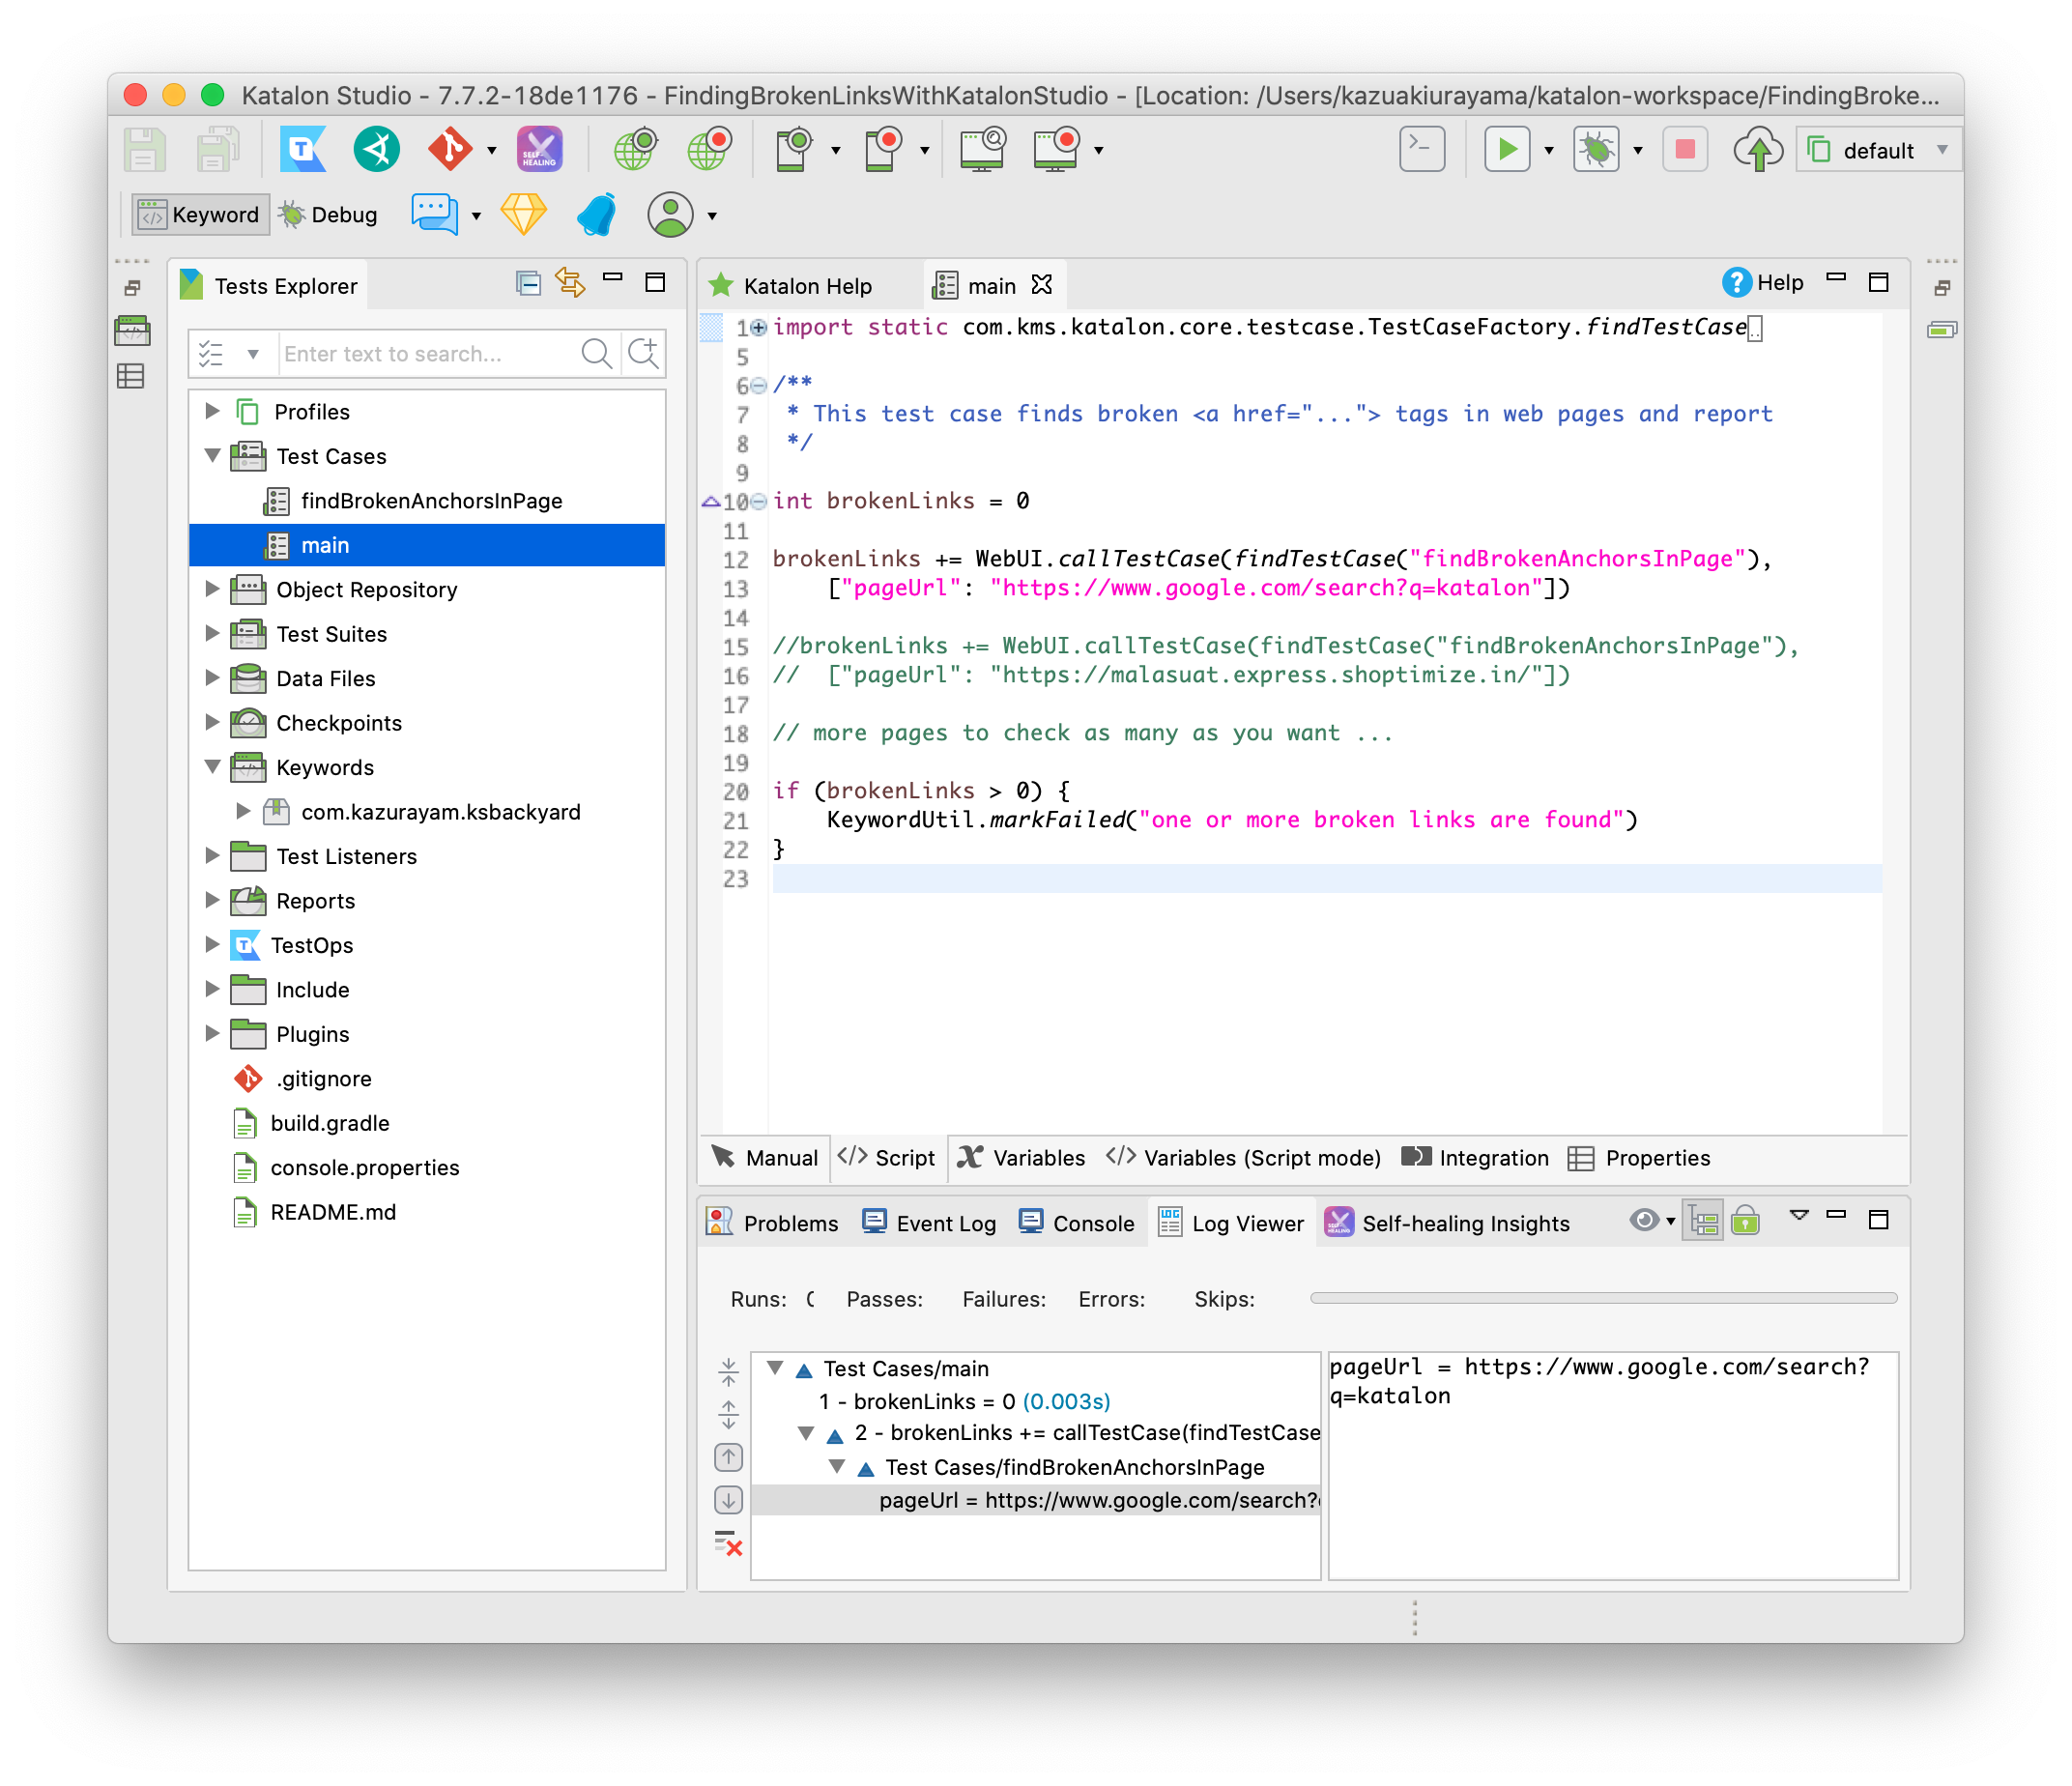 Katalon Studio - 7.7.2-18de1176 - FindingBrokenLinksWithKatalonStudio - [Location: /Users/kazuakiurayama/katalon-workspace/FindingBroke...
SELF-
HEALING
default
Keyword
Debug
Tests Explorer
Enter text to search...
Profiles
Test Cases
findBrokenAnchorsInPage
main
Object Repository
Test Suites
Data Files
Checkpoints
Keywords
com.kazurayam.ksbackyard
Test Listeners
Reports
TestOps
Include
Plugins
.gitignore
build.gradle
console.properties
README.md
Katalon Help
main
Help
1 import static com.kms.katalon.core.testcase.TestCaseFactory.findTestCase..
5
6 /**
7  * This test case finds broken <a href="..."> tags in web pages and report
8  */
9
10 int brokenLinks = 0
11
12 brokenLinks += WebUI.callTestCase(findTestCase("findBrokenAnchorsInPage"),
13     ["pageUrl": "https://www.google.com/search?q=katalon"])
14
15 //brokenLinks += WebUI.callTestCase(findTestCase("findBrokenAnchorsInPage"),
16 //  ["pageUrl": "https://malasuat.express.shoptimize.in/"])
17
18 // more pages to check as many as you want ...
19
20 if (brokenLinks > 0) {
21     KeywordUtil.markFailed("one or more broken links are found")
22 }
23
Manual
Script
Variables
Variables (Script mode)
Integration
Properties
Problems
Event Log
Console
Log Viewer
Self-healing Insights
Runs:
Passes:
Failures:
Errors:
Skips:
Test Cases/main
1 - brokenLinks = 0 (0.003s)
2 - brokenLinks += callTestCase(findTestCase
Test Cases/findBrokenAnchorsInPage
pageUrl = https://www.google.com/search?
pageUrl = https://www.google.com/search?
q=katalon